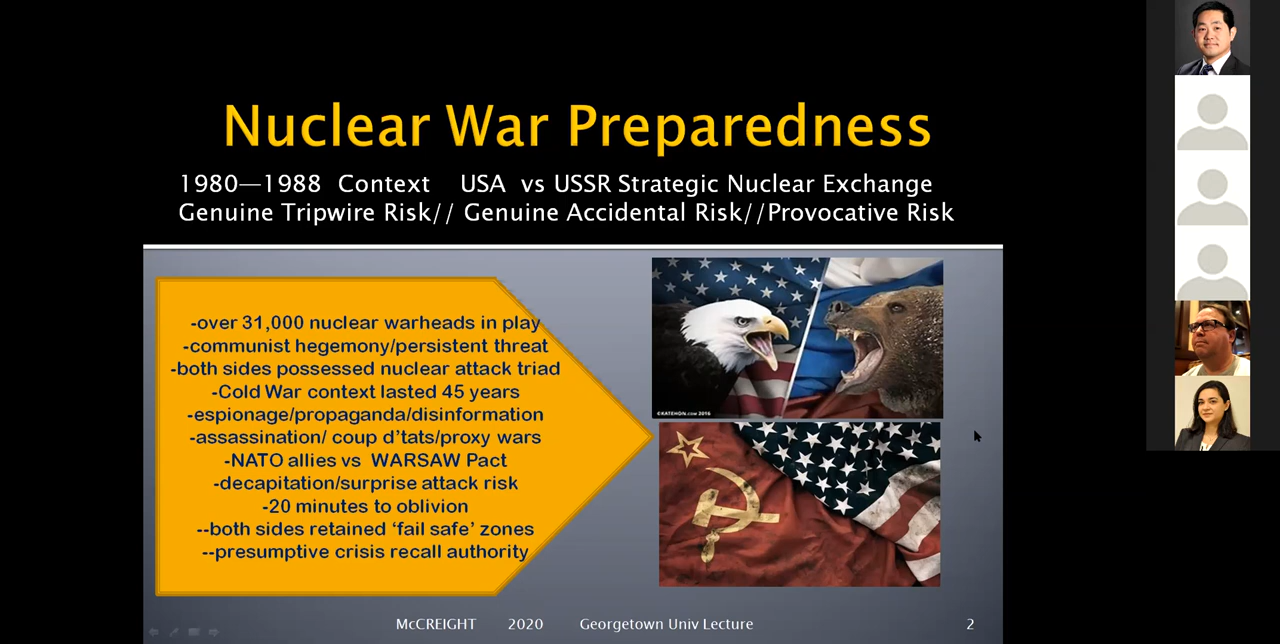 Nuclear War Preparedness
1980—1988 Context USA vs USSR Strategic Nuclear Exchange
Genuine Tripwire Risk// Genuine Accidental Risk//Provocative Risk
-over 31,000 nuclear warheads in play
-communist hegemony/persistent threat
-both sides possessed nuclear attack triad
-Cold War context lasted 45 years
-espionage/propaganda/disinformation
-assassination/ coup d’tats/proxy wars
-NATO allies vs WARSAW Pact
-decapitation/surprise attack risk
-20 minutes to oblivion
--both sides retained ‘fail safe’ zones
--presumptive crisis recall authority
©KATEHON.COM 2016
McCREIGHT 2020 Georgetown Univ Lecture 2